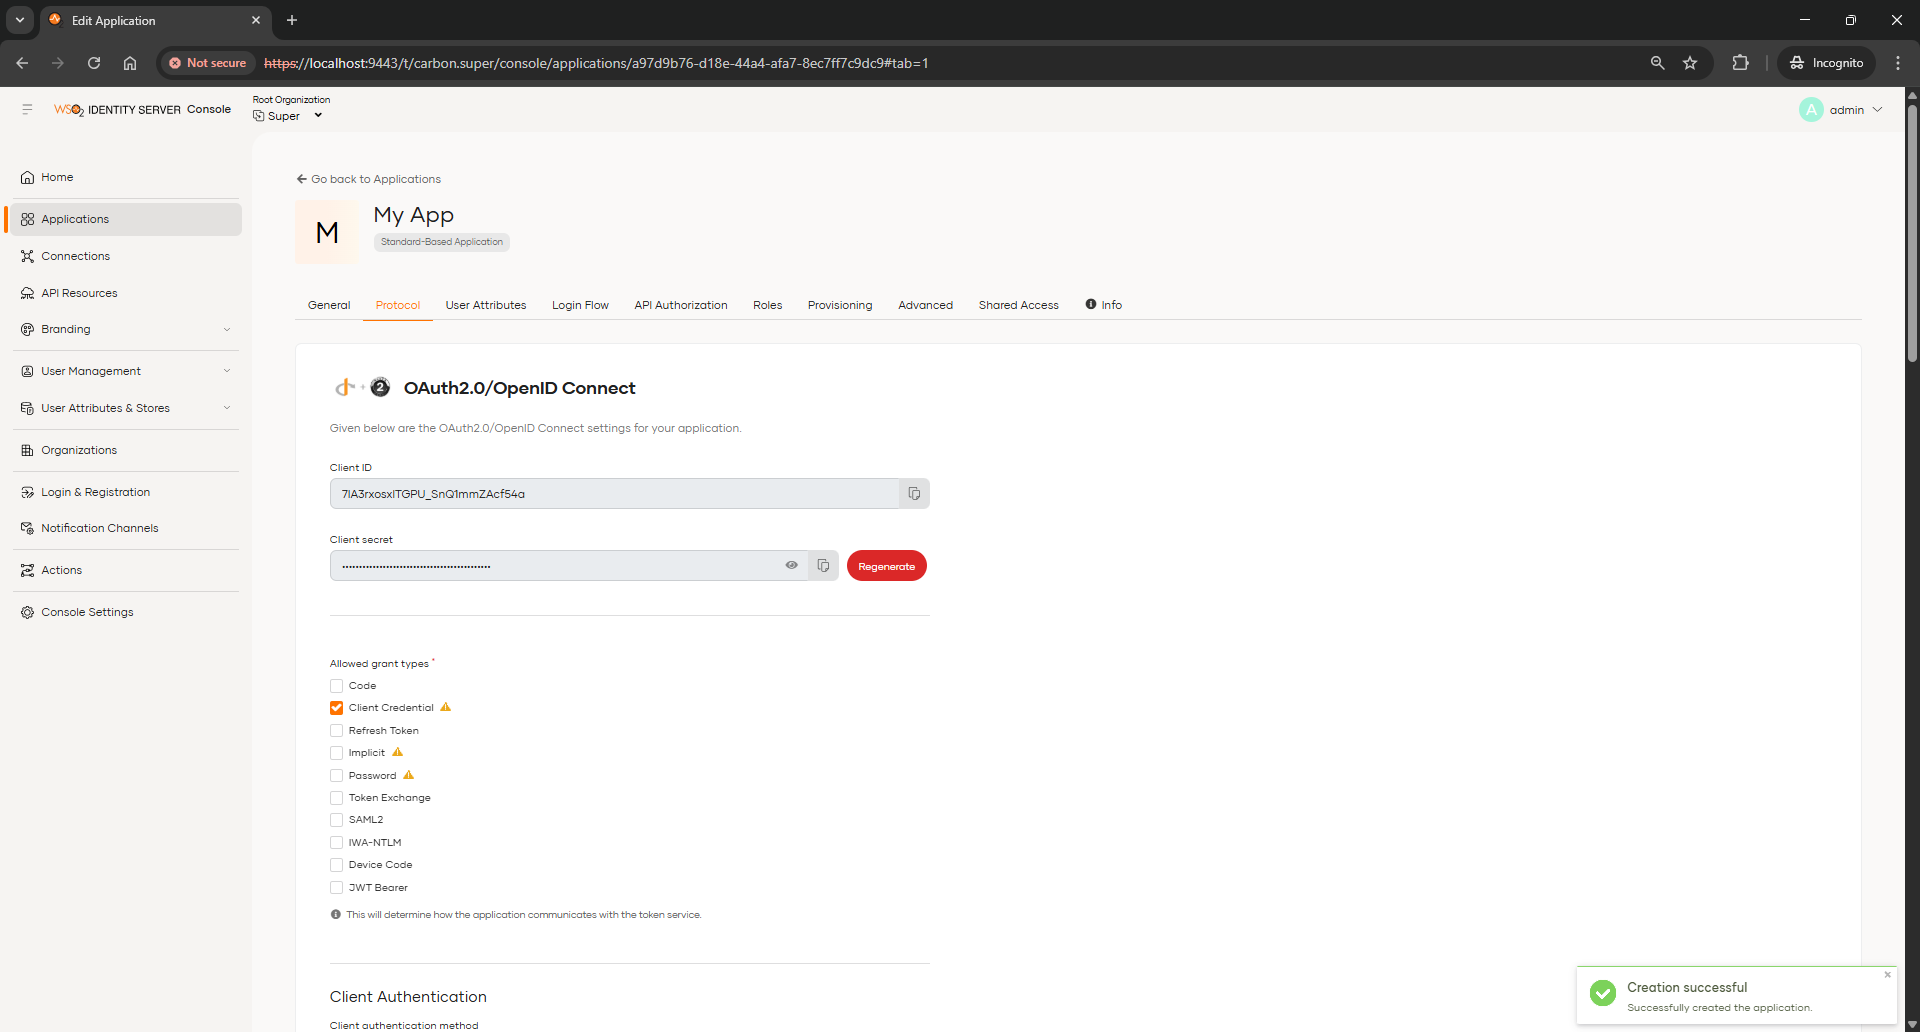 Edit Application
Not secure
https://localhost:9443/t/carbon.super/console/applications/a97d9b76-d18e-44a4-afa7-8ec7ff7c9dc9#tab=1
Incognito
WSO2 IDENTITY SERVER Console
Root Organization
Super
A
admin
Home
Applications
Connections
API Resources
Branding
User Management
User Attributes & Stores
Organizations
Login & Registration
Notification Channels
Actions
Console Settings
Go back to Applications
M
My App
Standard-Based Application
General Protocol User Attributes Login Flow API Authorization Roles Provisioning Advanced Shared Access Info
2
OAuth2.0/OpenID Connect
Given below are the OAuth2.0/OpenID Connect settings for your application.
Client ID
7IA3rxosxITGPU_SnQ1mmZAcf54a
Client secret
Regenerate
Allowed grant types *
Code
Client Credential
Refresh Token
Implicit
Password
Token Exchange
SAML2
IWA-NTLM
Device Code
JWT Bearer
This will determine how the application communicates with the token service.
Client Authentication
Client authentication method
Creation successful
Successfully created the application.